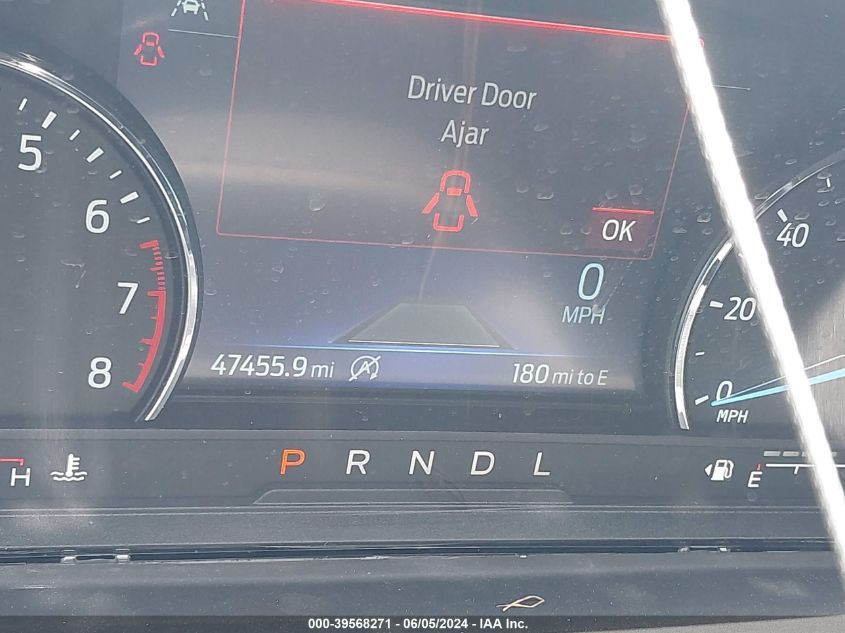 Driver Door
Ajar
OK
5
6
7
8
40
20
0
MPH
0
MPH
47455.9 mi
A
180 mi to E
H
P R N D L
E
000-39568271 - 06/05/2024 - IAA Inc.